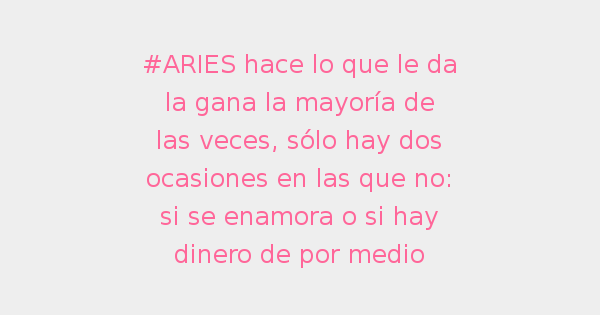 #ARIES hace lo que le da
la gana la mayoría de
las veces, sólo hay dos
ocasiones en las que no:
si se enamora o si hay
dinero de por medio